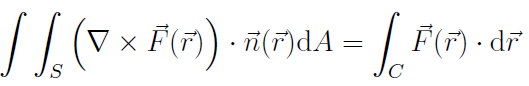 ∫∫_S (∇ × F⃗(r⃗)) · n⃗(r⃗)dA = ∫_C F⃗(r⃗) · dr⃗